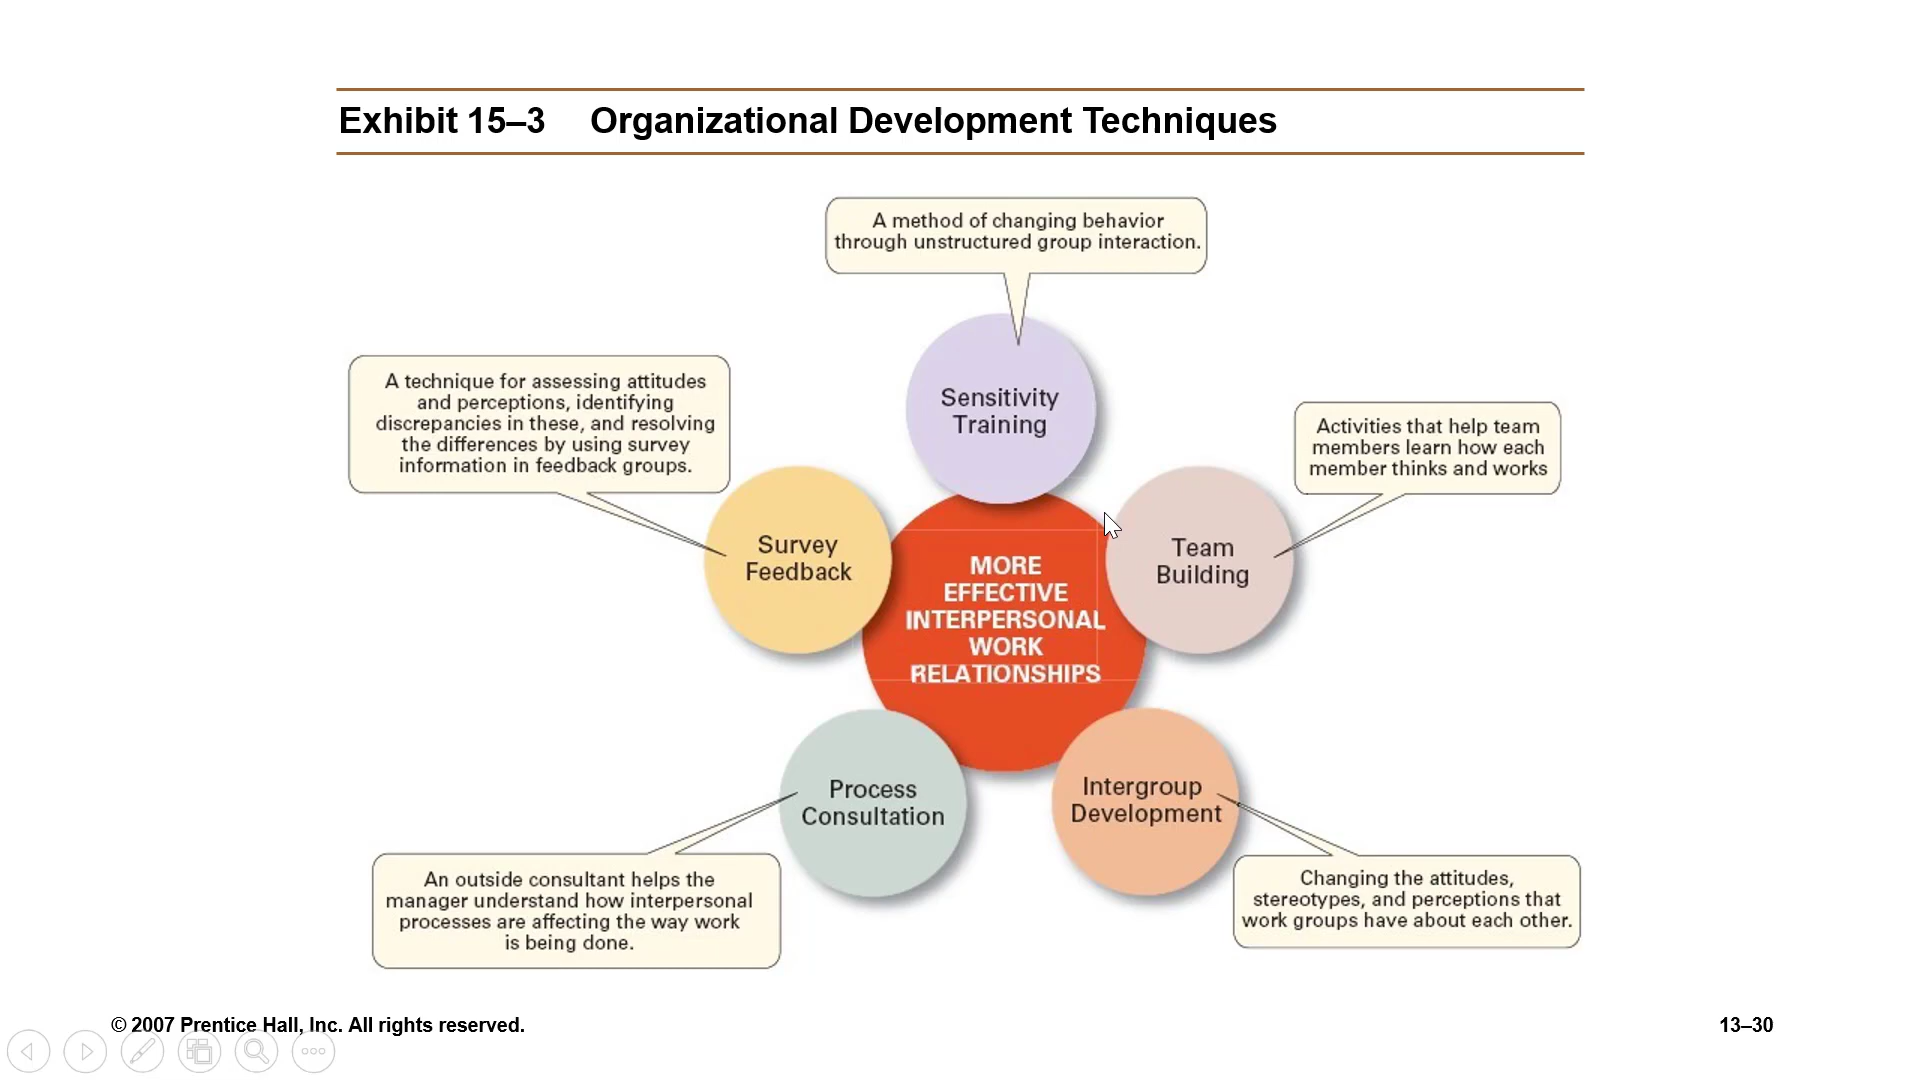 Exhibit 15–3 Organizational Development Techniques
A method of changing behavior
through unstructured group interaction.
Sensitivity
Training
A technique for assessing attitudes
and perceptions, identifying
discrepancies in these, and resolving
the differences by using survey
information in feedback groups.
Survey
Feedback
Activities that help team
members learn how each
member thinks and works
Team
Building
MORE
EFFECTIVE
INTERPERSONAL
WORK
RELATIONSHIPS
Process
Consultation
An outside consultant helps the
manager understand how interpersonal
processes are affecting the way work
is being done.
Intergroup
Development
Changing the attitudes,
stereotypes, and perceptions that
work groups have about each other.
© 2007 Prentice Hall, Inc. All rights reserved.
13–30